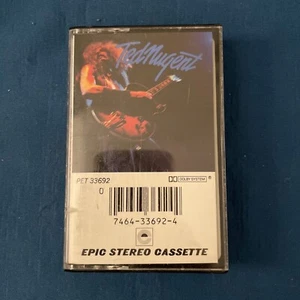 Ted Nugent
PET 33692
DOLBY SYSTEM
0
7464-33692-4
EPIC STEREO CASSETTE